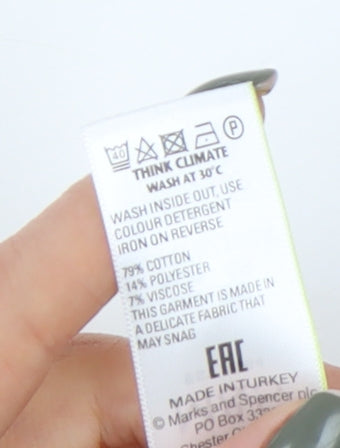 40 P
THINK CLIMATE
WASH AT 30°C
WASH INSIDE OUT, USE
COLOUR DETERGENT
IRON ON REVERSE
79% COTTON
14% POLYESTER
7% VISCOSE
THIS GARMENT IS MADE IN
A DELICATE FABRIC THAT
MAY SNAG
EAC
MADE IN TURKEY
© Marks and Spencer plc
PO Box
Chester